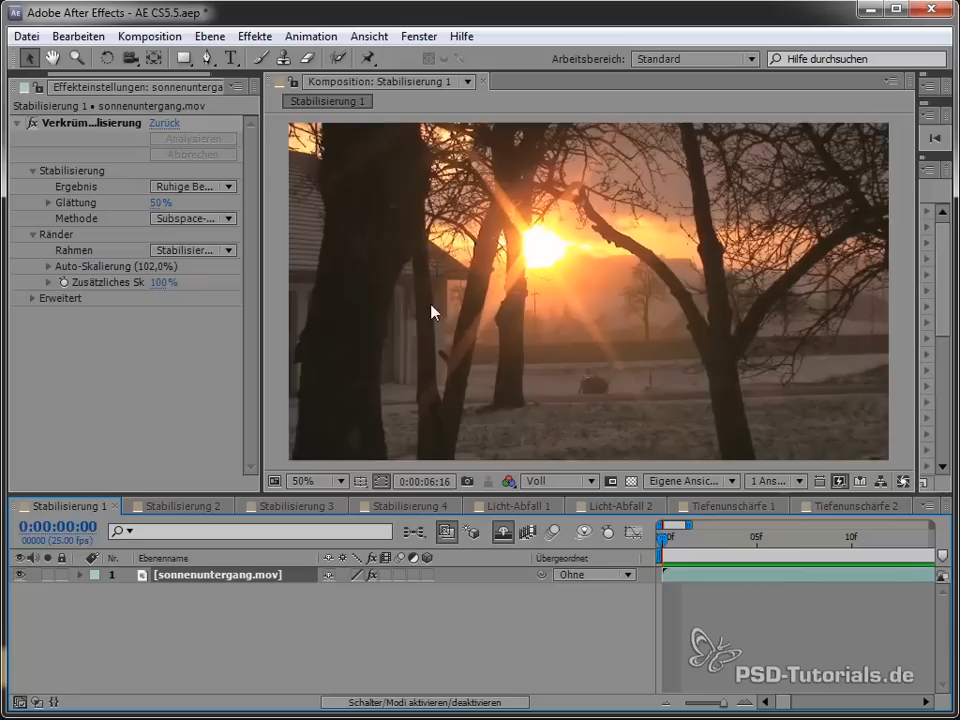 Adobe After Effects - AE CS5.5.aep *
Datei Bearbeiten Komposition Ebene Effekte Animation Ansicht Fenster Hilfe
Arbeitsbereich: Standard Hilfe durchsuchen
Effekteinstellungen: sonnenunterga
Komposition: Stabilisierung 1
Stabilisierung 1 • sonnenuntergang.mov
Stabilisierung 1
fx Verkrüm...lisierung Zurück
Analysieren
Abbrechen
Stabilisierung
Ergebnis Ruhige Be...
Glättung 50%
Methode Subspace-...
Ränder
Rahmen Stabilisier...
Auto-Skalierung (102,0%)
Zusätzliches Sk 100%
Erweitert
50% 0:00:06:16 Voll Eigene Ansic... 1 Ans...
Stabilisierung 1 Stabilisierung 2 Stabilisierung 3 Stabilisierung 4 Licht-Abfall 1 Licht-Abfall 2 Tiefenunschärfe 1 Tiefenunschärfe 2
0:00:00:00
00000 (25.00 fps)
05f 10f
Nr. Ebenenname Übergeordnet
1 [sonnenuntergang.mov] Ohne
PSD-Tutorials.de
Schalter/Modi aktivieren/deaktivieren